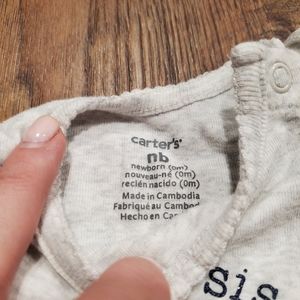 carter's®
nb
newborn (0m)
nouveau-né (0m)
recién nacido (0m)
Made in Cambodia
Fabriqué au Cambod
Hecho en Ca
sis